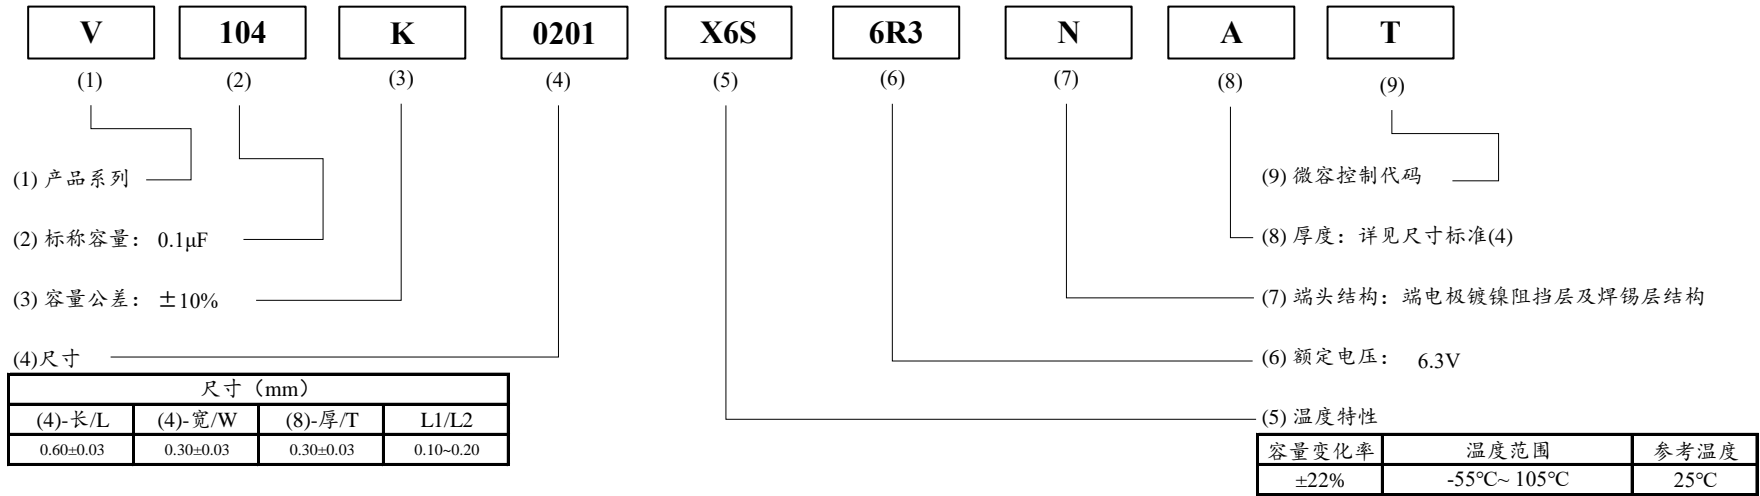 V 104 K 0201 X6S 6R3 N A T
(1) (2) (3) (4) (5) (6) (7) (8) (9)
(1) 产品系列
(2) 标称容量： 0.1μF
(3) 容量公差： ±10%
(4)尺寸
尺寸（mm）
(4)-长/L (4)-宽/W (8)-厚/T L1/L2
0.60±0.03 0.30±0.03 0.30±0.03 0.10~0.20
(9) 微容控制代码
(8) 厚度：详见尺寸标准(4)
(7) 端头结构：端电极镀镍阻挡层及焊锡层结构
(6) 额定电压： 6.3V
(5) 温度特性
容量变化率 温度范围 参考温度
±22% -55℃~ 105℃ 25℃